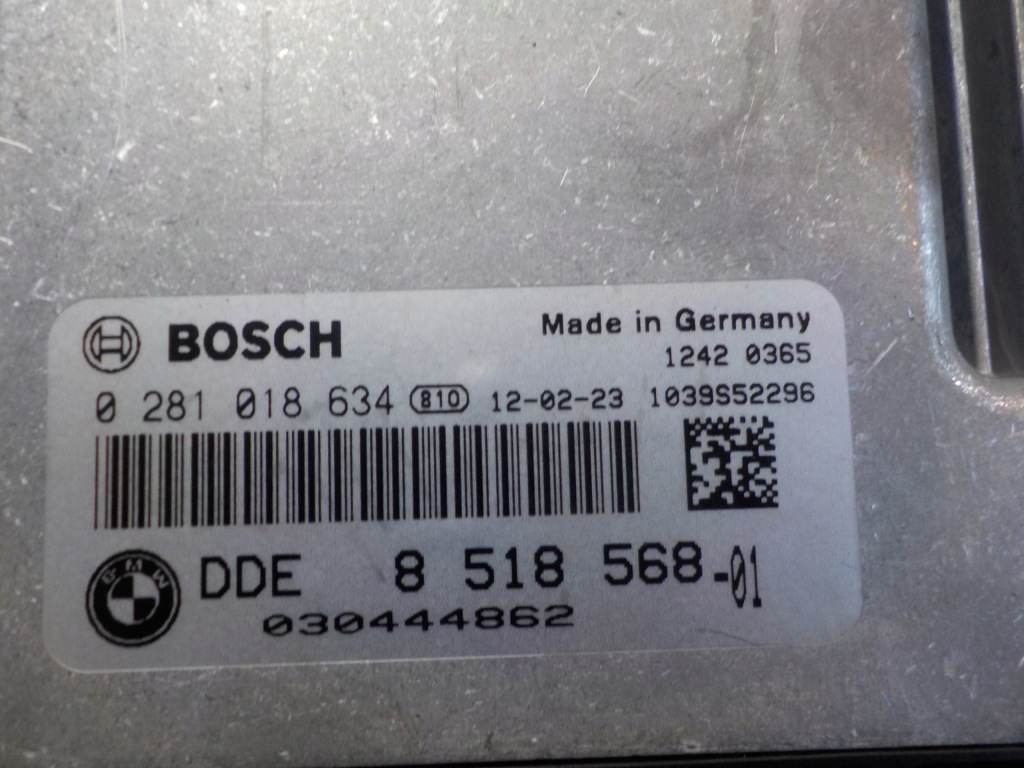 BOSCH
Made in Germany
1242 0365
0 281 018 634 810 12-02-23 1039S52296
BMW DDE 8 518 568-01
030444862